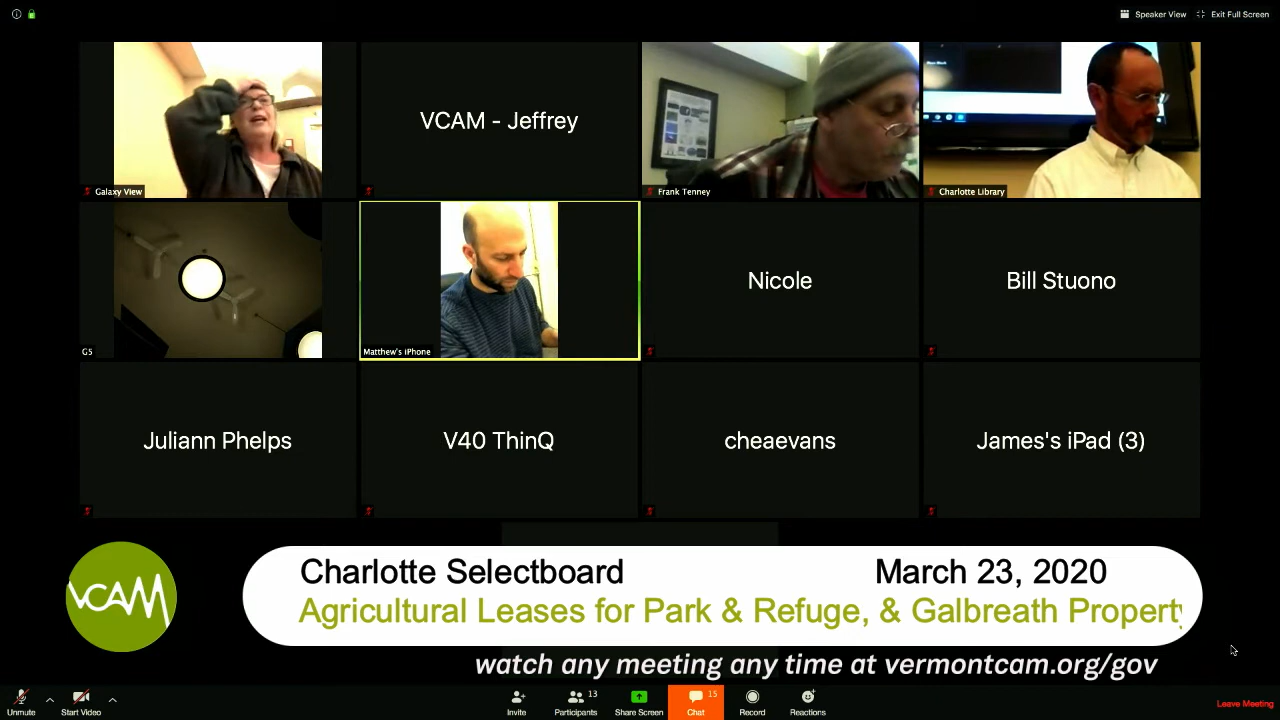 Speaker View
Exit Full Screen
Galaxy View
VCAM - Jeffrey
Frank Tenney
Charlotte Library
G5
Matthew's iPhone
Nicole
Bill Stuono
Juliann Phelps
V40 ThinQ
cheaevans
James's iPad (3)
VCAM
Charlotte Selectboard
March 23, 2020
Agricultural Leases for Park & Refuge, & Galbreath Property
watch any meeting any time at vermontcam.org/gov
Unmute
Start Video
Invite
Participants
13
Share Screen
Chat
15
Record
Reactions
Leave Meeting